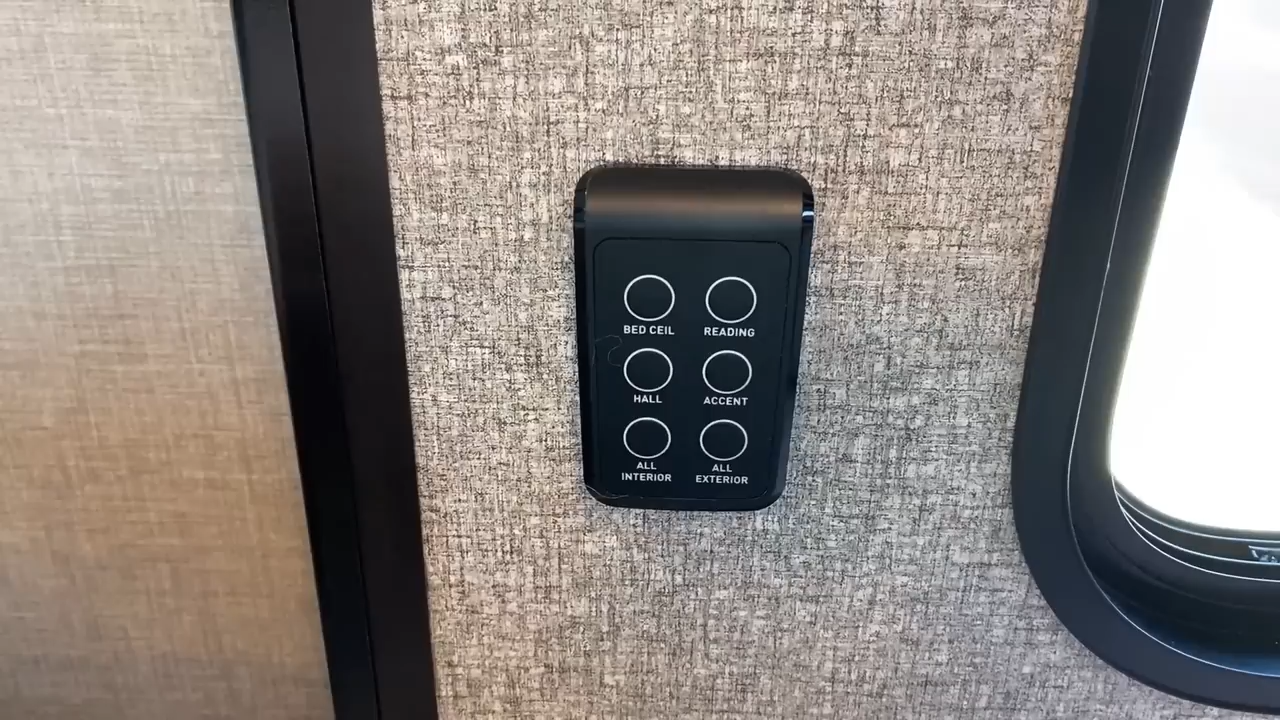 BED CEIL
READING
HALL
ACCENT
ALL
INTERIOR
ALL
EXTERIOR